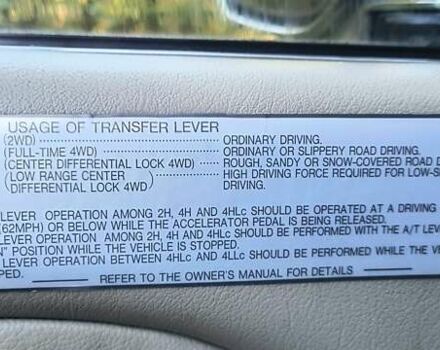 USAGE OF TRANSFER LEVER
(2WD) ORDINARY DRIVING.
(FULL-TIME 4WD) ORDINARY OR SLIPPERY ROAD DRIVING.
(CENTER DIFFERENTIAL LOCK 4WD) ROUGH, SANDY OR SNOW-COVERED ROAD D
(LOW RANGE CENTER HIGH DRIVING FORCE REQUIRED FOR LOW-S
DIFFERENTIAL LOCK 4WD) DRIVING.
LEVER OPERATION AMONG 2H, 4H AND 4HLc SHOULD BE OPERATED AT A DRIVING
(62MPH) OR BELOW WHILE THE ACCELERATOR PEDAL IS BEING RELEASED.
LEVER OPERATION AMONG 2H, 4H AND 4HLc SHOULD BE PERFORMED WITH THE A/T LEV
N" POSITION WHILE THE VEHICLE IS STOPPED.
LEVER OPERATION BETWEEN 4HLc AND 4LLc SHOULD BE PERFORMED WHILE THE VE
PED.
REFER TO THE OWNER'S MANUAL FOR DETAILS